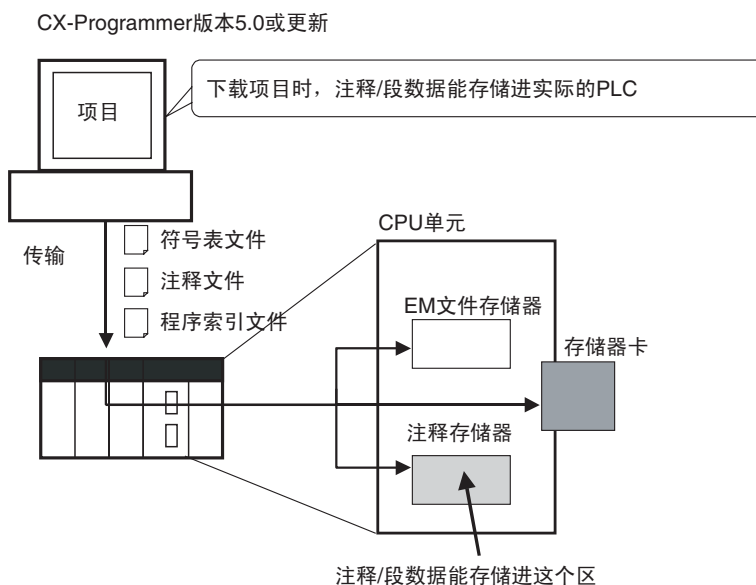 CX-Programmer版本5.0或更新
下载项目时，注释/段数据能存储进实际的PLC
项目
传输
符号表文件
注释文件
程序索引文件
CPU单元
EM文件存储器
存储器卡
注释存储器
注释/段数据能存储进这个区